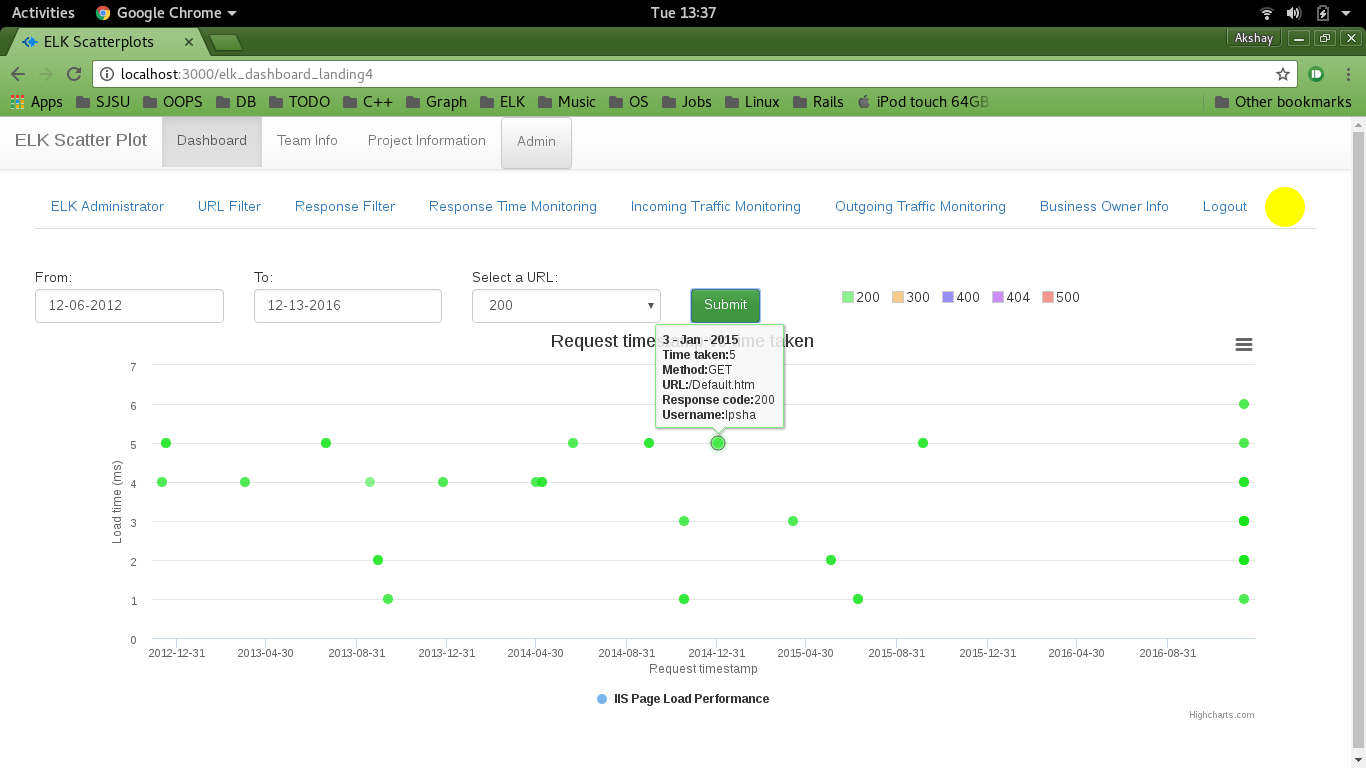 Activities Google Chrome Tue 13:37
ELK Scatterplots Akshay
localhost:3000/elk_dashboard_landing4
Apps SJSU OOPS DB TODO C++ Graph ELK Music OS Jobs Linux Rails iPod touch 64GB Other bookmarks
ELK Scatter Plot Dashboard Team Info Project Information Admin
ELK Administrator URL Filter Response Filter Response Time Monitoring Incoming Traffic Monitoring Outgoing Traffic Monitoring Business Owner Info Logout
From: To: Select a URL:
12-06-2012 12-13-2016 200 Submit 200 300 400 404 500
Request timestamp vs time taken
3 - Jan - 2015
Time taken:5
Method:GET
URL:/Default.htm
Response code:200
Username:Ipsha
7
6
5
4
3
2
1
0
Load time (ms)
2012-12-31 2013-04-30 2013-08-31 2013-12-31 2014-04-30 2014-08-31 2014-12-31 2015-04-30 2015-08-31 2015-12-31 2016-04-30 2016-08-31
Request timestamp
IIS Page Load Performance
Highcharts.com